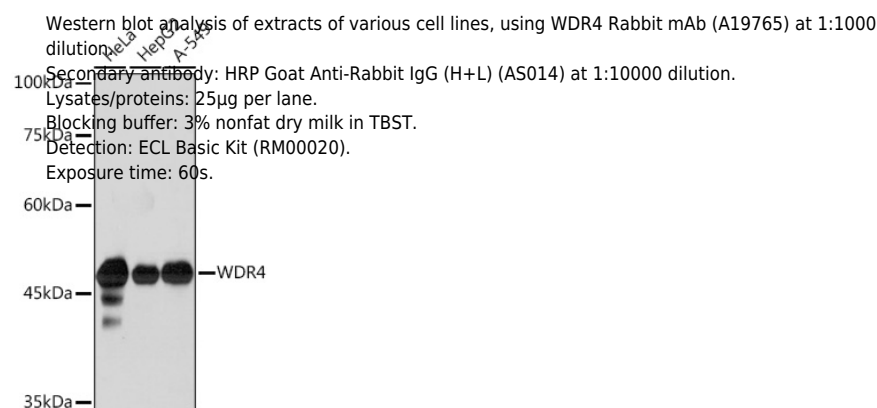 Western blot analysis of extracts of various cell lines, using WDR4 Rabbit mAb (A19765) at 1:1000
dilution.
Secondary antibody: HRP Goat Anti-Rabbit IgG (H+L) (AS014) at 1:10000 dilution.
Lysates/proteins: 25μg per lane.
Blocking buffer: 3% nonfat dry milk in TBST.
Detection: ECL Basic Kit (RM00020).
Exposure time: 60s.
HeLa
HepG2
A-549
100kDa
75kDa
60kDa
WDR4
45kDa
35kDa